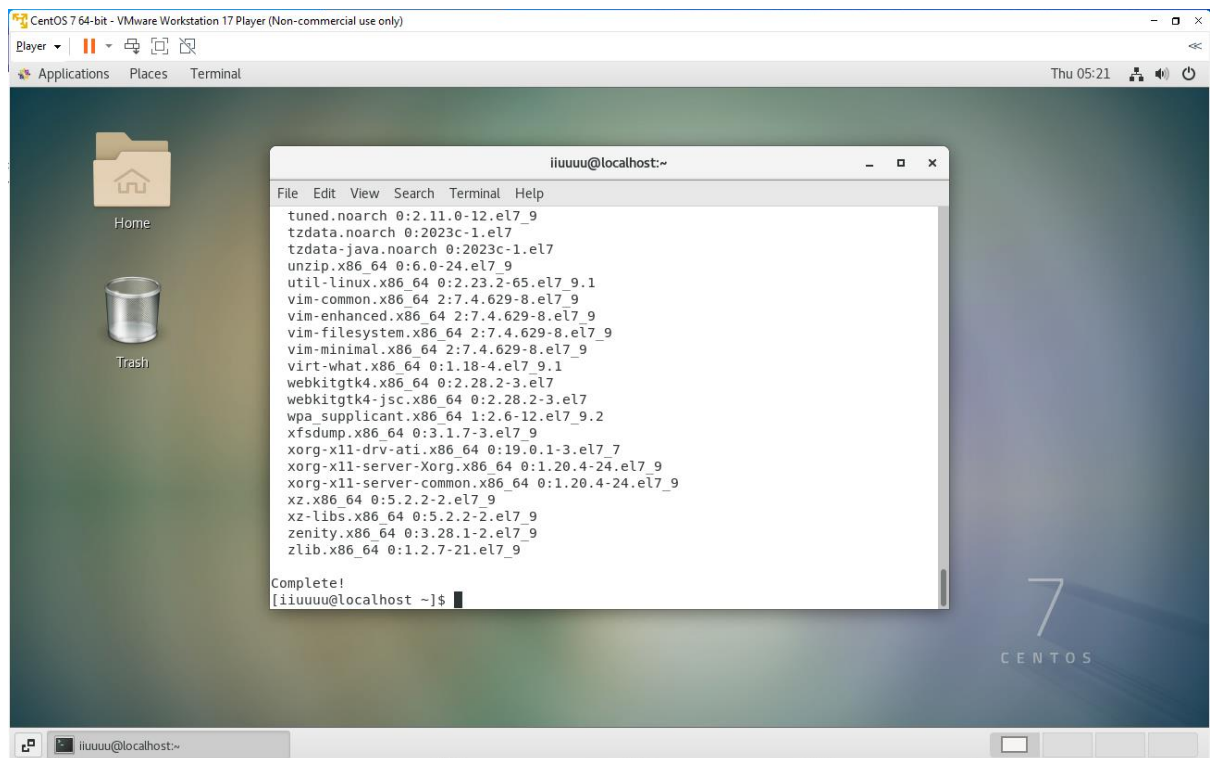 CentOS 7 64-bit - VMware Workstation 17 Player (Non-commercial use only)
Player
Applications Places Terminal Thu 05:21
Home
Trash
iiuuuu@localhost:~
File Edit View Search Terminal Help
tuned.noarch 0:2.11.0-12.el7_9
tzdata.noarch 0:2023c-1.el7
tzdata-java.noarch 0:2023c-1.el7
unzip.x86_64 0:6.0-24.el7_9
util-linux.x86_64 0:2.23.2-65.el7_9.1
vim-common.x86_64 2:7.4.629-8.el7_9
vim-enhanced.x86_64 2:7.4.629-8.el7_9
vim-filesystem.x86_64 2:7.4.629-8.el7_9
vim-minimal.x86_64 2:7.4.629-8.el7_9
virt-what.x86_64 0:1.18-4.el7_9.1
webkitgtk4.x86_64 0:2.28.2-3.el7
webkitgtk4-jsc.x86_64 0:2.28.2-3.el7
wpa_supplicant.x86_64 1:2.6-12.el7_9.2
xfsdump.x86_64 0:3.1.7-3.el7_9
xorg-x11-drv-ati.x86_64 0:19.0.1-3.el7_7
xorg-x11-server-Xorg.x86_64 0:1.20.4-24.el7_9
xorg-x11-server-common.x86_64 0:1.20.4-24.el7_9
xz.x86_64 0:5.2.2-2.el7_9
xz-libs.x86_64 0:5.2.2-2.el7_9
zenity.x86_64 0:3.28.1-2.el7_9
zlib.x86_64 0:1.2.7-21.el7_9
Complete!
[iiuuuu@localhost ~]$
7
CENTOS
iiuuuu@localhost:~